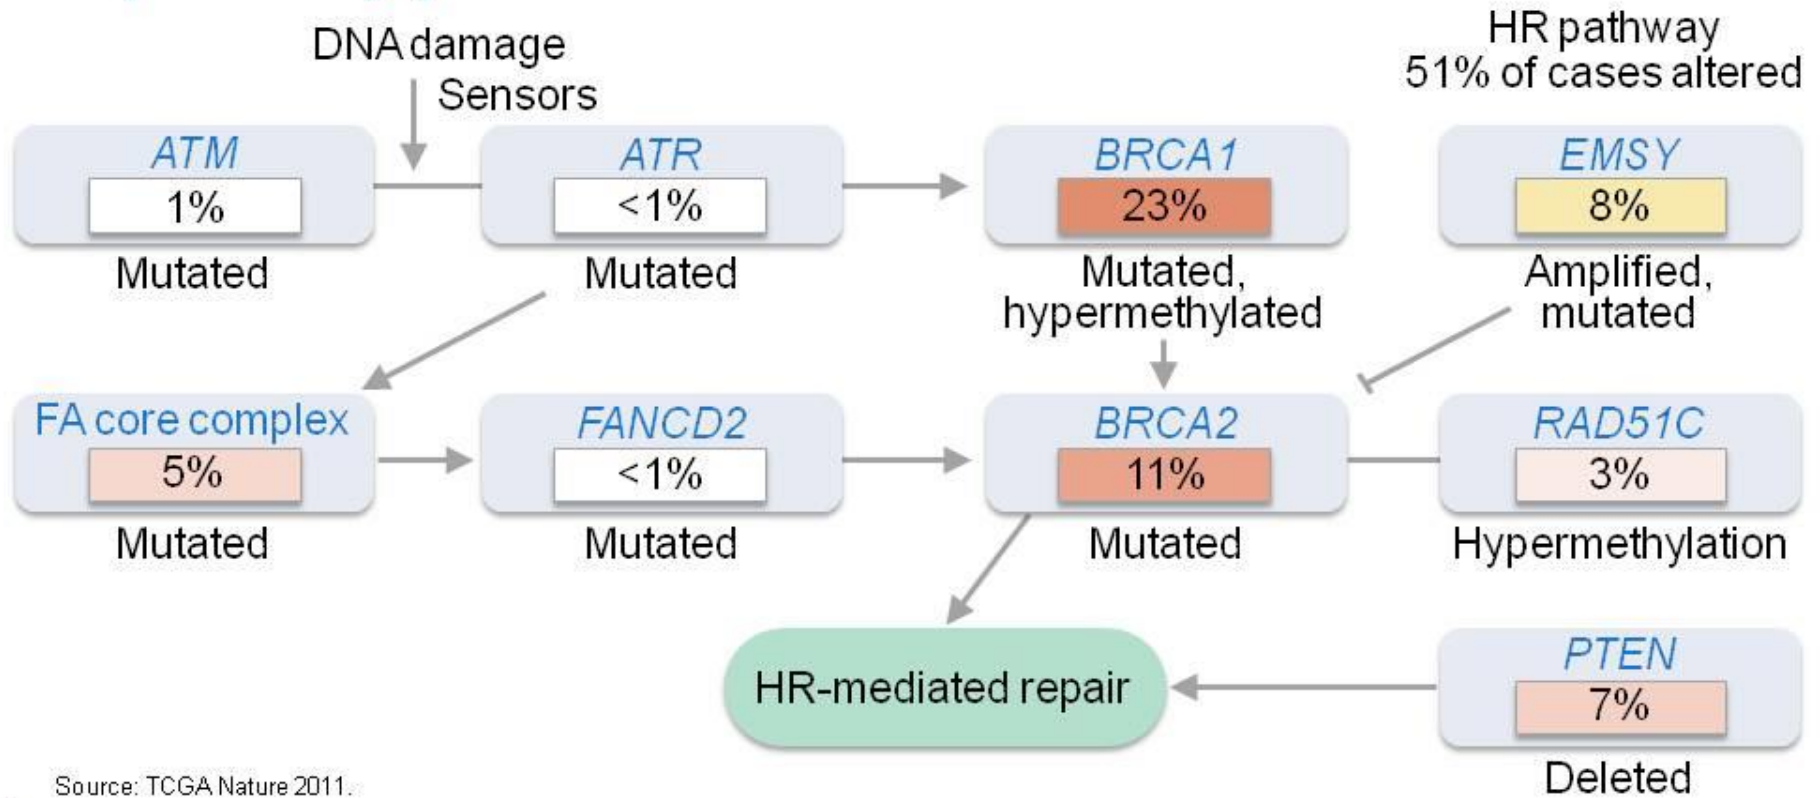 DNA damage
Sensors
HR pathway
51% of cases altered
ATM
1%
Mutated
ATR
<1%
Mutated
BRCA1
23%
Mutated,
hypermethylated
EMSY
8%
Amplified,
mutated
FA core complex
5%
Mutated
FANCD2
<1%
Mutated
BRCA2
11%
Mutated
RAD51C
3%
Hypermethylation
HR-mediated repair
PTEN
7%
Deleted
Source: TCGA Nature 2011.